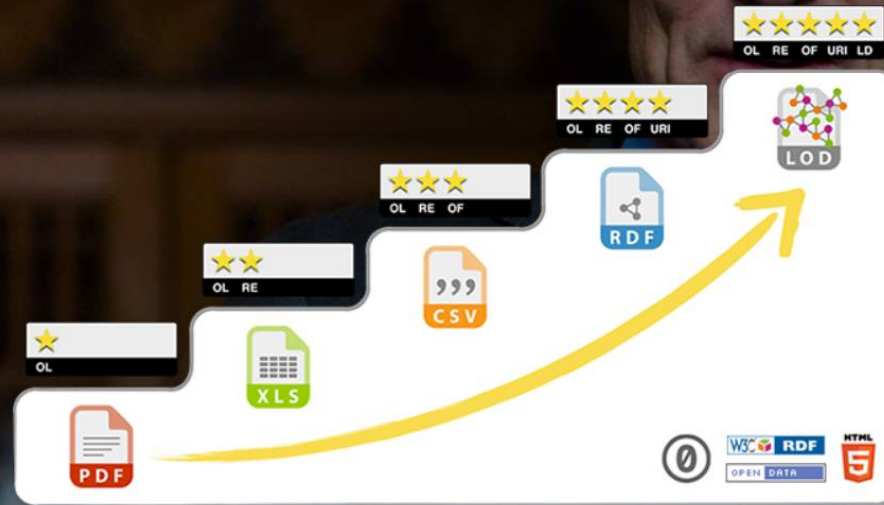 OL RE OF URI LD
OL RE OF URI
LOD
OL RE OF
RDF
OL RE
CSV
OL
XLS
PDF
0
W3C RDF
OPEN DATA
HTML
5